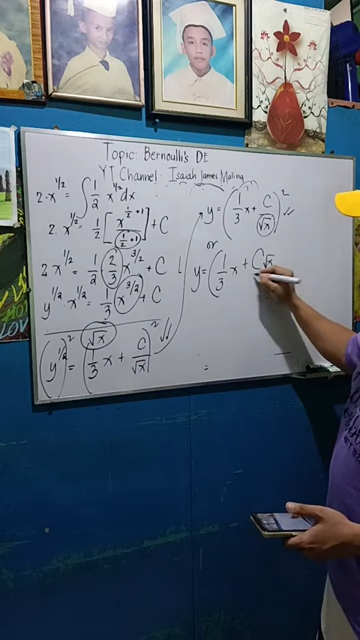 Topic: Bernoulli's DE
YT Channel: Isaiah James Maling
2·x^{1/2} = ∫ 1/2 x^{1/2} dx
2·x^{1/2} = 1/2 [x^{1/2+1} / (1/2+1)] + C
2x^{1/2} = 1/2 (2/3) x^{3/2} + C
y^{1/2} x^{1/2} = 1/3 x^{3/2} + C
√x
(y^{1/2})² = (1/3 x + C/√x)²
y = (1/3 x + C/√x)²
or
y = (1/3 x + C√x